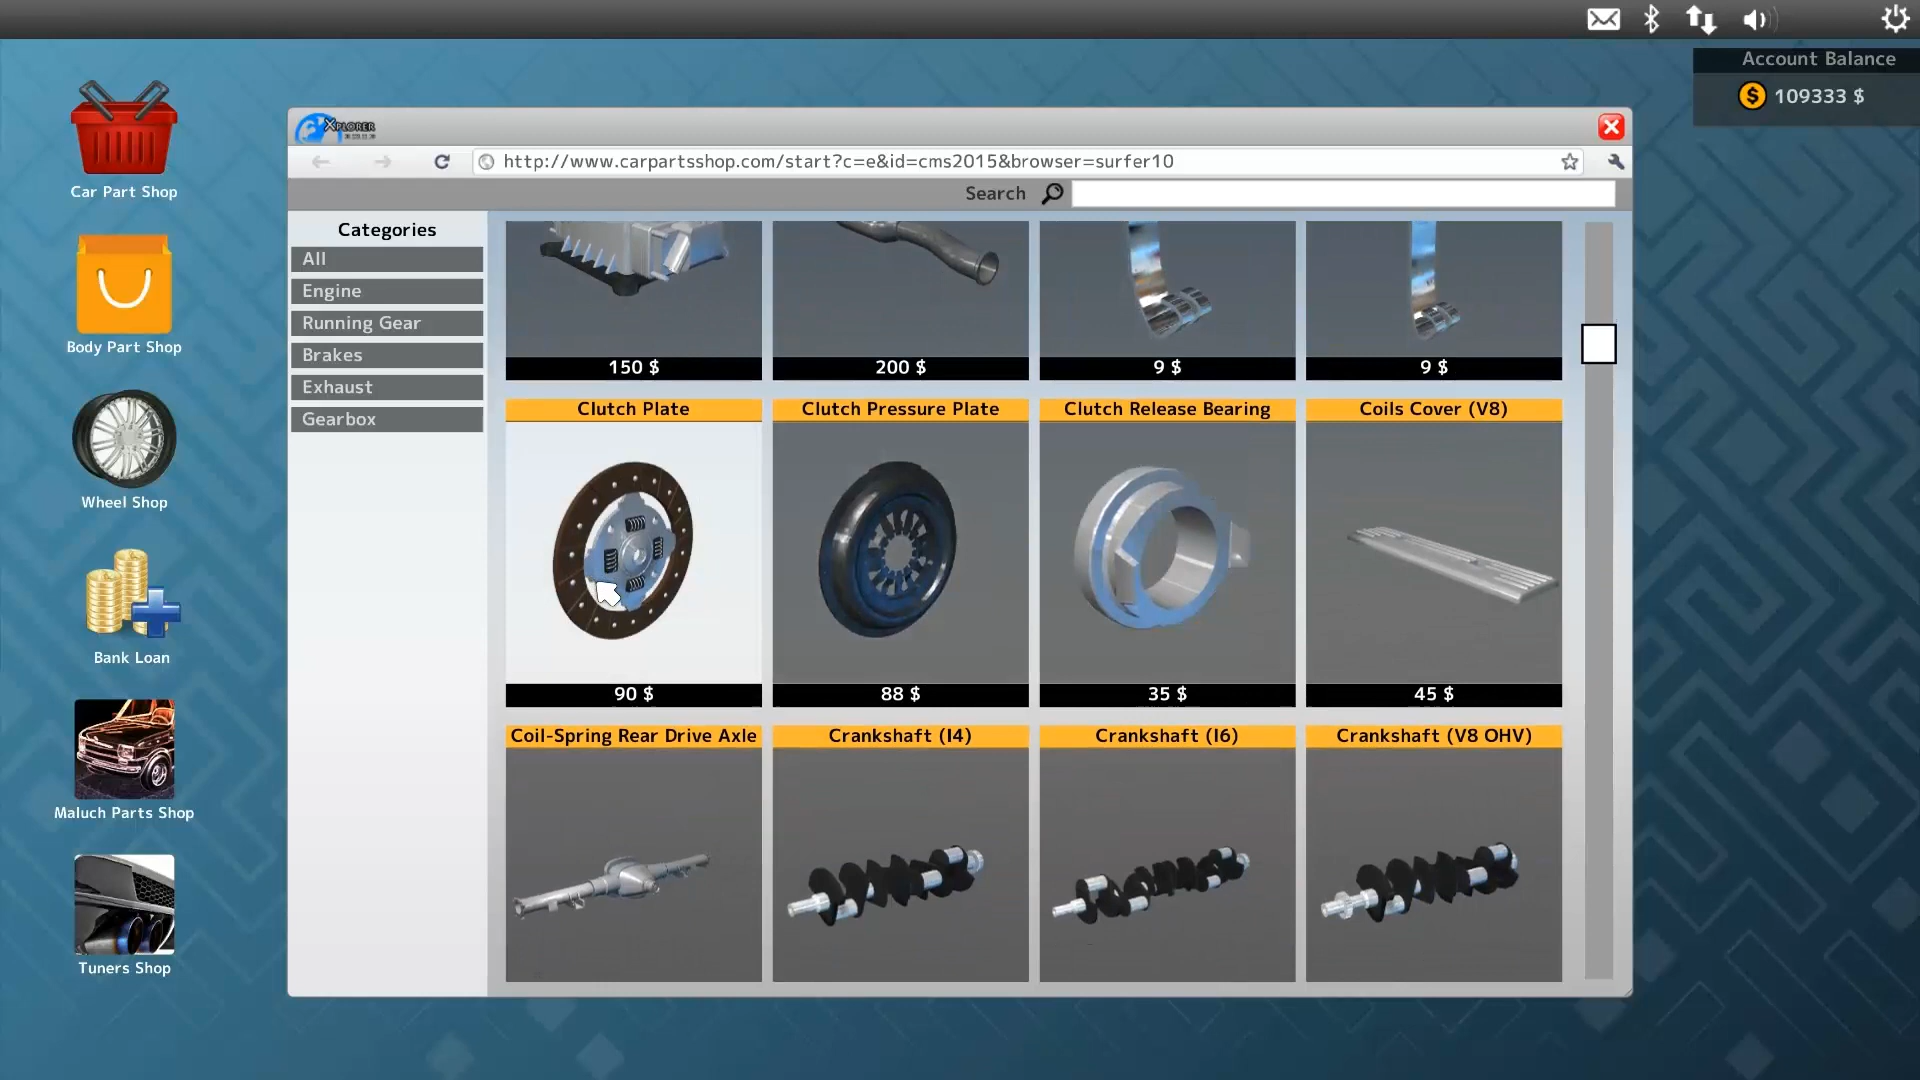 Account Balance
109333 $
Car Part Shop
Body Part Shop
Wheel Shop
Bank Loan
Maluch Parts Shop
Tuners Shop
XPLORER
http://www.carpartsshop.com/start?c=e&id=cms2015&browser=surfer10
Search
Categories
All
Engine
Running Gear
Brakes
Exhaust
Gearbox
150 $ 200 $ 9 $ 9 $
Clutch Plate Clutch Pressure Plate Clutch Release Bearing Coils Cover (V8)
90 $ 88 $ 35 $ 45 $
Coil-Spring Rear Drive Axle Crankshaft (I4) Crankshaft (I6) Crankshaft (V8 OHV)